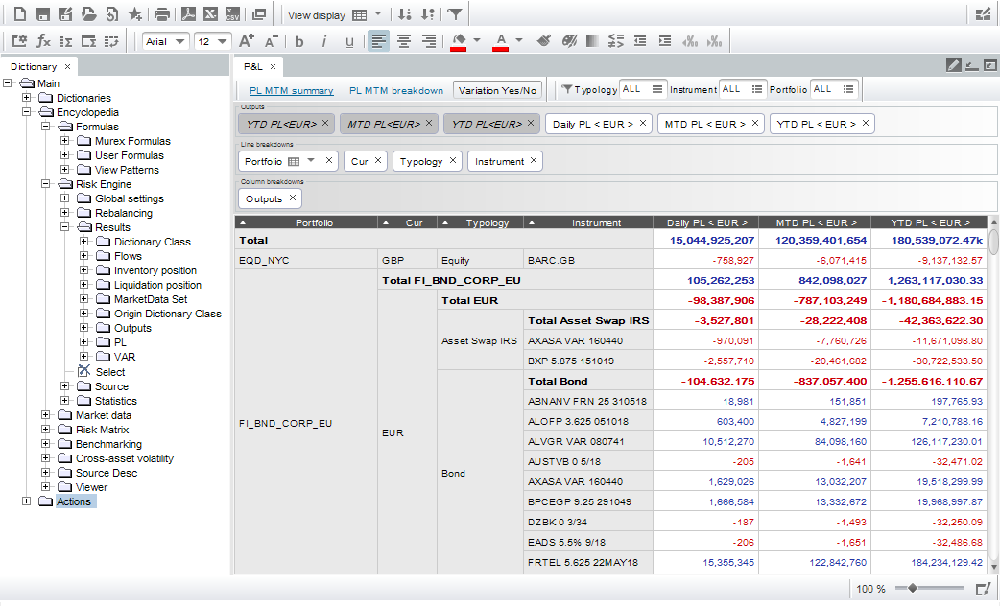 View display
Arial 12 A+ A- b i u A
Dictionary ×
Main
Dictionaries
Encyclopedia
Formulas
Murex Formulas
User Formulas
View Patterns
Risk Engine
Global settings
Rebalancing
Results
Dictionary Class
Flows
Inventory position
Liquidation position
MarketData Set
Origin Dictionary Class
Outputs
PL
VAR
Select
Source
Statistics
Market data
Risk Matrix
Benchmarking
Cross-asset volatility
Source Desc
Viewer
Actions
P&L ×
PL MTM summary PL MTM breakdown Variation Yes/No Typology ALL Instrument ALL Portfolio ALL
Outputs
YTD PL<EUR> × MTD PL<EUR> × YTD PL<EUR> × Daily PL < EUR > × MTD PL < EUR > × YTD PL < EUR > ×
Line breakdowns
Portfolio × Cur × Typology × Instrument ×
Column breakdowns
Outputs ×
Portfolio Cur Typology Instrument Daily PL < EUR > MTD PL < EUR > YTD PL < EUR >
Total 15,044,925,207 120,359,401,654 180,539,072.47k
EQD_NYC GBP Equity BARC.GB -758,927 -6,071,415 -9,137,132.57
Total FI_BND_CORP_EU 105,262,253 842,098,027 1,263,117,030.33
Total EUR -98,387,906 -787,103,249 -1,180,684,883.15
Total Asset Swap IRS -3,527,801 -28,222,408 -42,363,622.30
Asset Swap IRS AXASA VAR 160440 -970,091 -7,760,726 -11,671,098.80
BXP 5.875 151019 -2,557,710 -20,461,682 -30,722,533.50
Total Bond -104,632,175 -837,057,400 -1,255,616,110.67
ABNANV FRN 25 310518 18,981 151,851 197,765.93
FI_BND_CORP_EU ALOFP 3.625 051018 603,400 4,827,199 7,210,788.16
EUR ALVGR VAR 080741 10,512,270 84,098,160 126,117,230.01
AUSTVB 0 5/18 -205 -1,641 -32,471.02
Bond AXASA VAR 160440 1,629,026 13,032,207 19,518,299.99
BPCEGP 9.25 291049 1,666,584 13,332,672 19,968,997.87
DZBK 0 3/34 -187 -1,493 -32,250.09
EADS 5.5% 9/18 -206 -1,651 -32,486.68
FRTEL 5.625 22MAY18 15,355,345 122,842,760 184,234,129.42
100 %